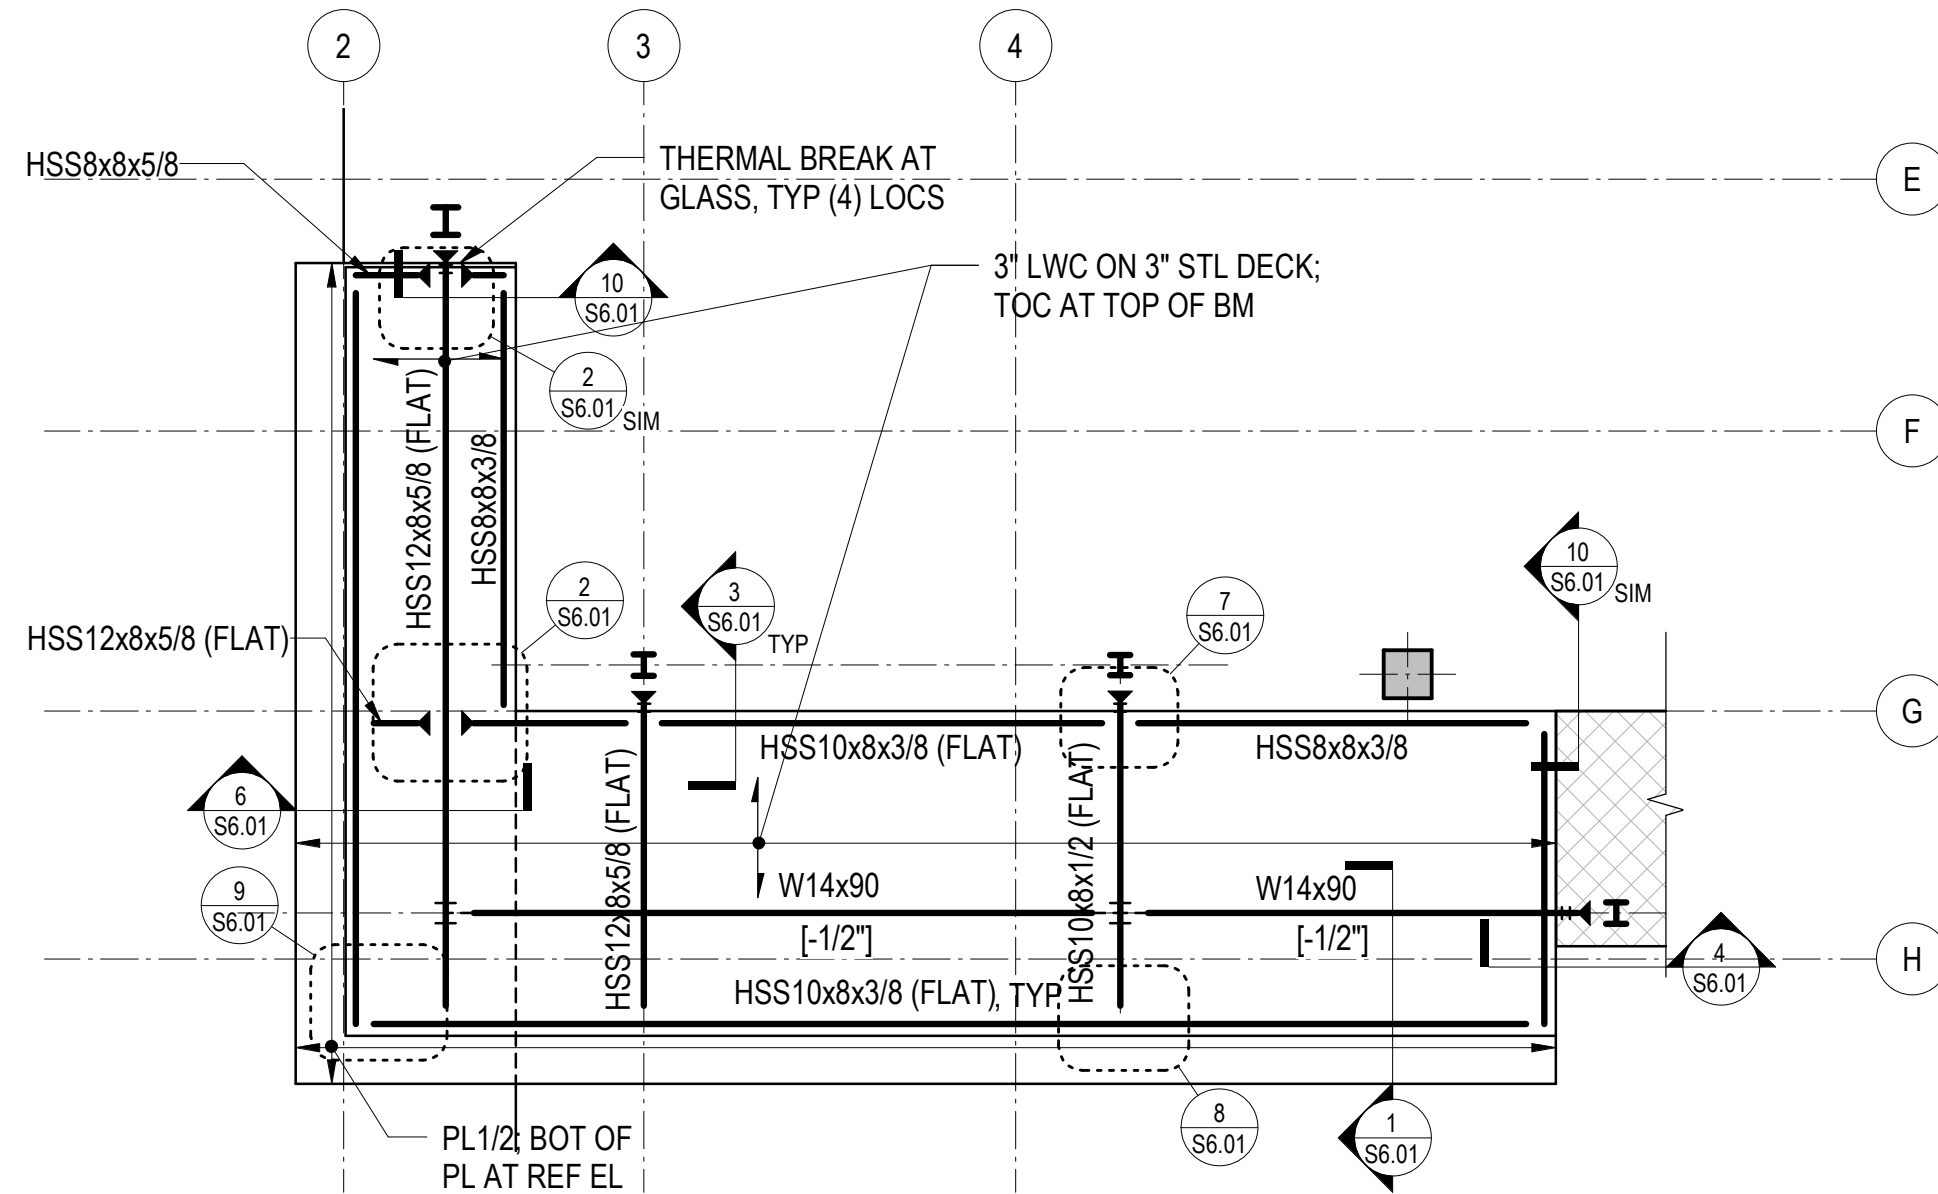 2
3
4
HSS8x8x5/8
THERMAL BREAK AT
GLASS, TYP (4) LOCS
E
3" LWC ON 3" STL DECK;
TOC AT TOP OF BM
10
S6.01
2
S6.01
SIM
F
HSS12x8x5/8 (FLAT)
HSS8x8x3/8
2
S6.01
3
S6.01
TYP
7
S6.01
10
S6.01
SIM
HSS12x8x5/8 (FLAT)
G
HSS10x8x3/8 (FLAT)
HSS8x8x3/8
HSS12x8x5/8 (FLAT)
HSS10x8x1/2 (FLAT)
6
S6.01
9
S6.01
W14x90
[-1/2"]
W14x90
[-1/2"]
4
S6.01
H
HSS10x8x3/8 (FLAT), TYP
8
S6.01
1
S6.01
PL1/2; BOT OF
PL AT REF EL